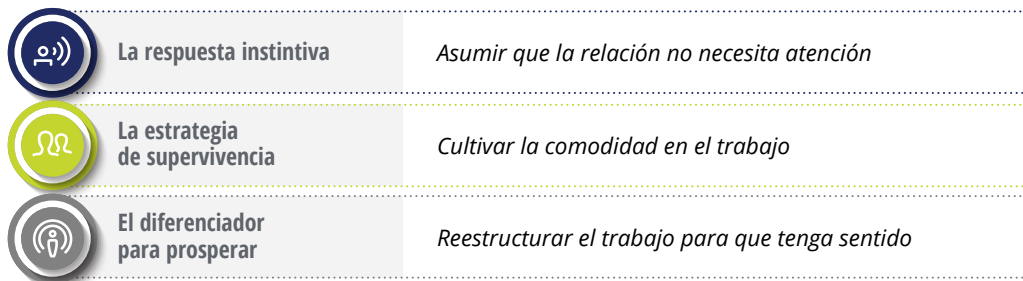 La respuesta instintiva
Asumir que la relación no necesita atención
La estrategia
de supervivencia
Cultivar la comodidad en el trabajo
El diferenciador
para prosperar
Reestructurar el trabajo para que tenga sentido